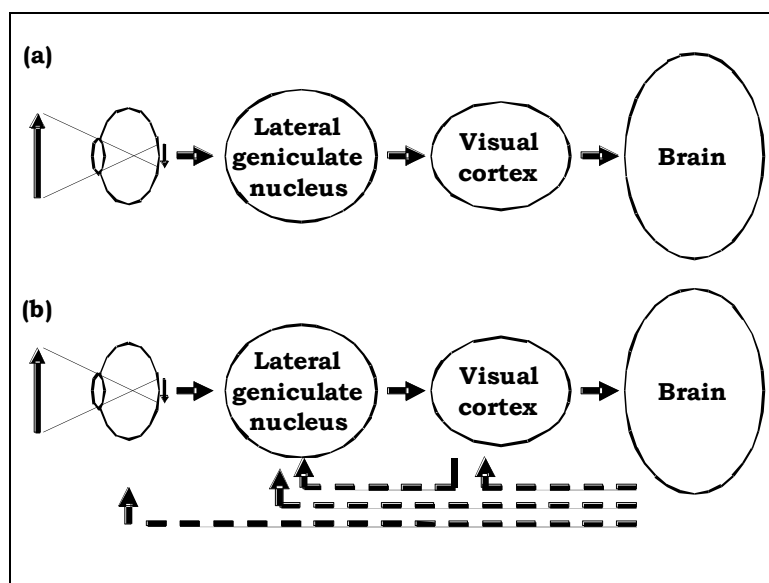 (a)
Lateral
geniculate
nucleus
Visual
cortex
Brain
(b)
Lateral
geniculate
nucleus
Visual
cortex
Brain